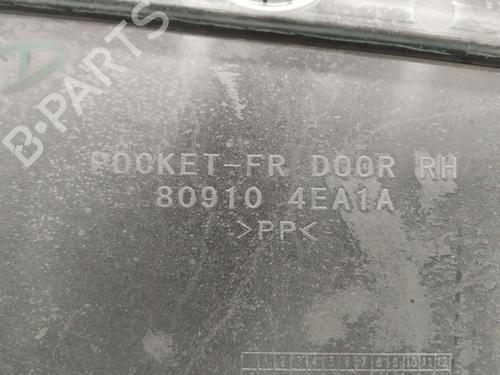 B-PARTS
POCKET-FR DOOR RH
80910 4EA1A
>PP<
1 2 3 4 5 6 7 8 9 10 11 12